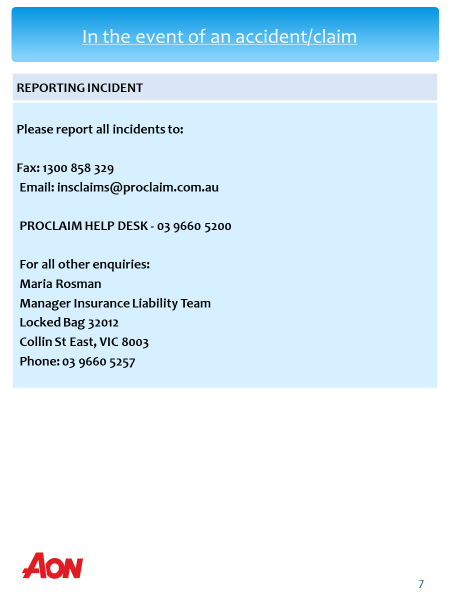 In the event of an accident/claim
REPORTING INCIDENT
Please report all incidents to:
Fax: 1300 858 329
Email: insclaims@proclaim.com.au
PROCLAIM HELP DESK - 03 9660 5200
For all other enquiries:
Maria Rosman
Manager Insurance Liability Team
Locked Bag 32012
Collin St East, VIC 8003
Phone: 03 9660 5257
AON
7